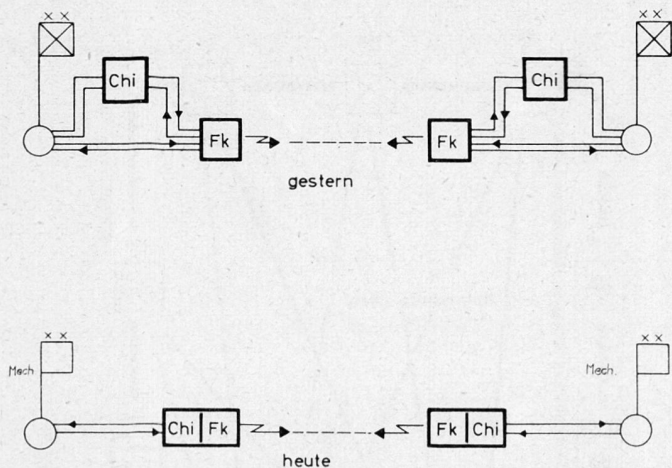 × ×
× ×
Chi
Chi
Fk
Fk
gestern
× ×
× ×
Mech
Mech.
Chi Fk
Fk Chi
heute